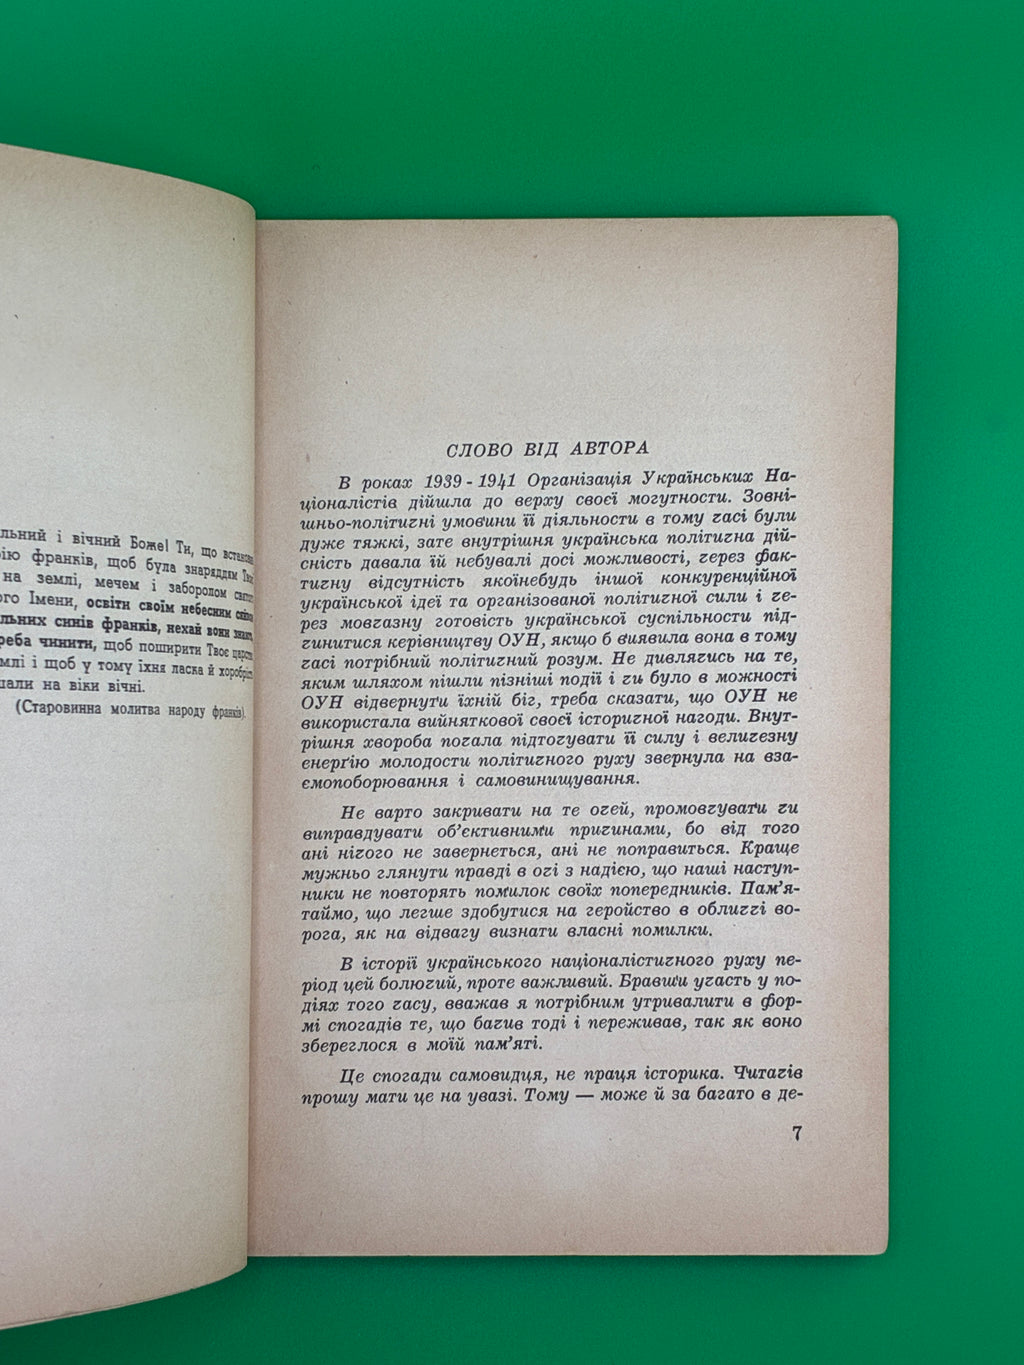 льний і вічний Боже! Ти, що встанови
рію франків, щоб була знаряддям Тво
на землі, мечем і заборолом свято
ого Імени, освіти своїм небесним
льних синів франків, нехай вони знают
реба чинити, щоб поширити Твоє царст
млі і щоб у тому їхня ласка й хоробріст
али на віки вічні.
(Старовинна молитва народу франків).
СЛОВО ВІД АВТОРА
В роках 1939 - 1941 Організація Українських На-
ціоналістів дійшла до верху своєї могутности. Зовні-
шньо-політичні умовини її діяльности в тому часі були
дуже тяжкі, зате внутрішня українська політична дій-
сність давала їй небувалі досі можливості, через фак-
тичну відсутність якоїнебудь іншої конкуренційної
української ідеї та організованої політичної сили і че-
рез мовчазну готовість української суспільности під-
чинитися керівництву ОУН, якщо б виявила вона в тому
часі потрібний політичний розум. Не дивлячись на те,
яким шляхом пішли пізніші події і чи було в можності
ОУН відвернути їхній біг, треба сказати, що ОУН не
використала вийняткової своєї історичної нагоди. Внут-
рішня хвороба почала підточувати її силу і величезну
енерґію молодости політичного руху звернула на вза-
ємопоборювання і самовинищування.
Не варто закривати на те очей, промовчувати чи
виправдувати об’єктивними причинами, бо від того
ані нічого не завернеться, ані не поправиться. Краще
мужньо глянути правді в очі з надією, що наші наступ-
ники не повторять помилок своїх попередників. Пам’я-
таймо, що легше здобутися на геройство в обличчі во-
рога, як на відвагу визнати власні помилки.
В історії українського націоналістичного руху пе-
ріод цей болючий, проте важливий. Бравши участь у по-
діях того часу, вважав я потрібним утривалити в фор-
мі спогадів те, що бачив тоді і переживав, так як воно
збереглося в моїй пам’яті.
Це спогади самовидця, не праця історика. Читачів
прошу мати це на увазі. Тому — може й за багато в де-
7